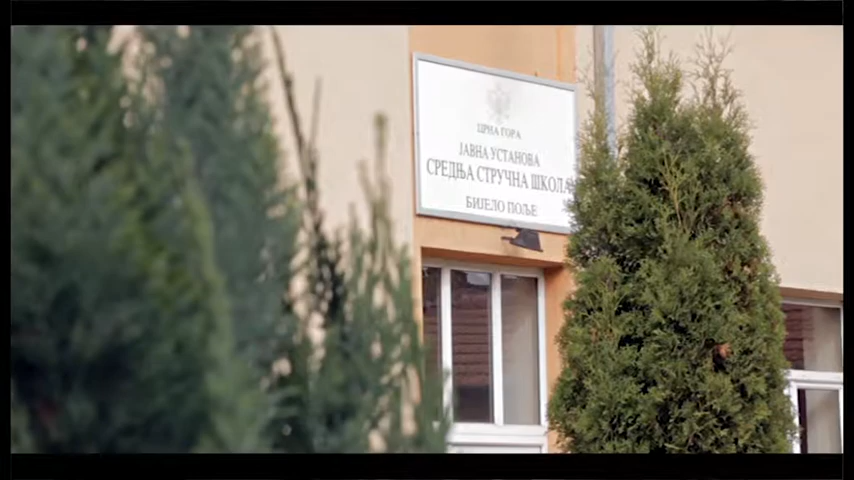 ЦРНА ГОРА
ЈАВНА УСТАНОВА
СРЕДЊА СТРУЧНА ШКОЛА
БИЈЕЛО ПОЉЕ